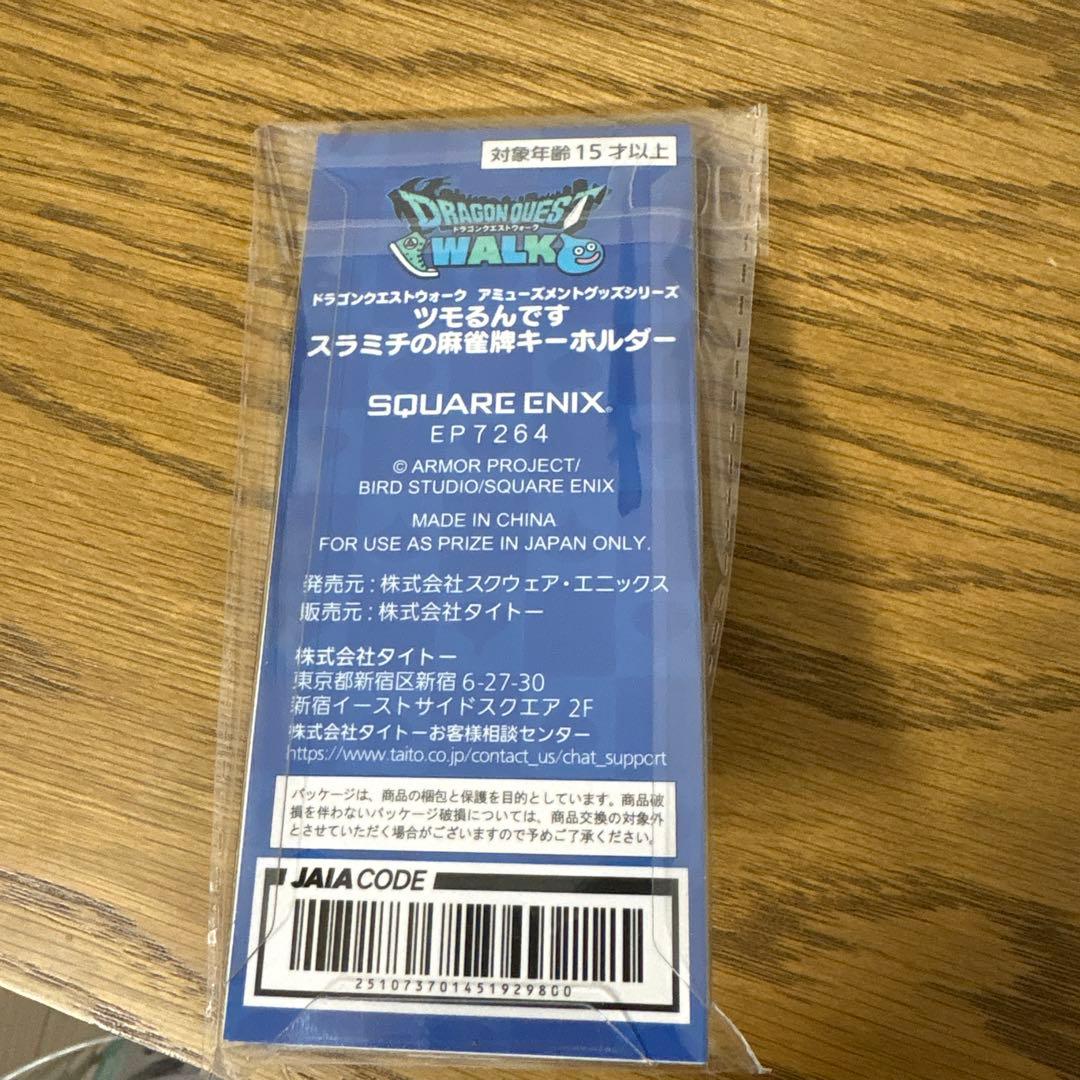 対象年齢15才以上
DRAGON QUEST
ドラゴンクエストウォーク
WALK
ドラゴンクエストウォーク アミューズメントグッズシリーズ
ツモるんです
スラミチの麻雀牌キーホルダー
SQUARE ENIX®
EP7264
© ARMOR PROJECT/
BIRD STUDIO/SQUARE ENIX
MADE IN CHINA
FOR USE AS PRIZE IN JAPAN ONLY.
発売元:株式会社スクウェア・エニックス
販売元:株式会社タイトー
株式会社タイトー
東京都新宿区新宿 6-27-30
新宿イーストサイドスクエア 2F
株式会社タイトーお客様相談センター
https://www.taito.co.jp/contact_us/chat_support
パッケージは、商品の梱包と保護を目的としています。商品破
損を伴わないパッケージ破損については、商品交換の対象外
とさせていただく場合がございますので予めご了承ください。
JAIA CODE
251073701451929800